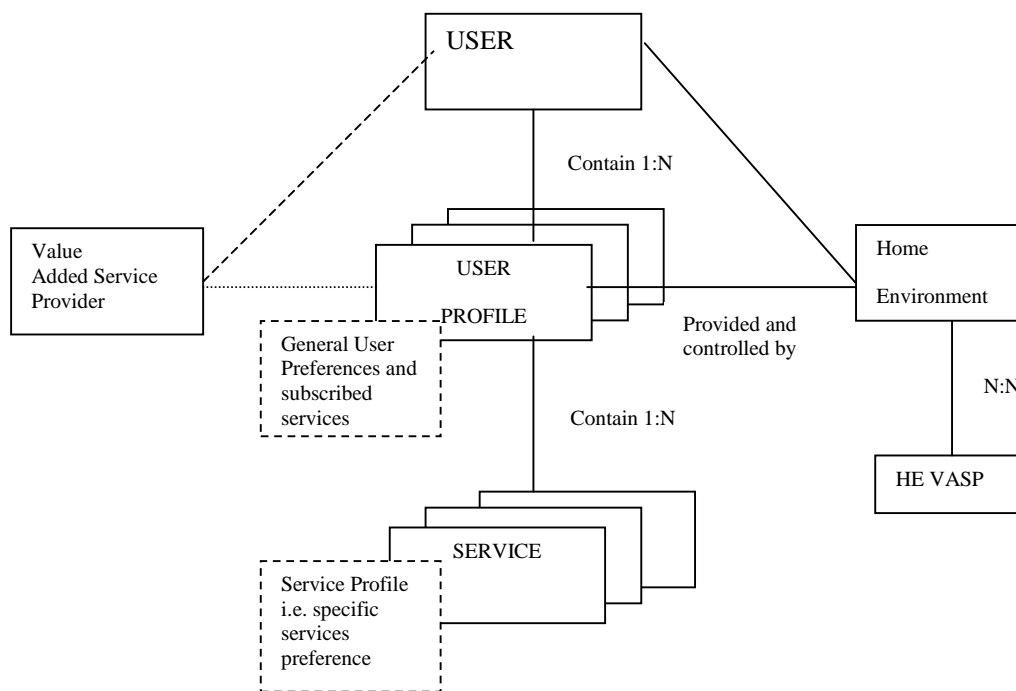 USER
Contain 1:N
Value
Added Service
Provider
USER
PROFILE
Home
Environment
Provided and
controlled by
General User
Preferences and
subscribed
services
Contain 1:N
N:N
HE VASP
SERVICE
Service Profile
i.e. specific
services
preference